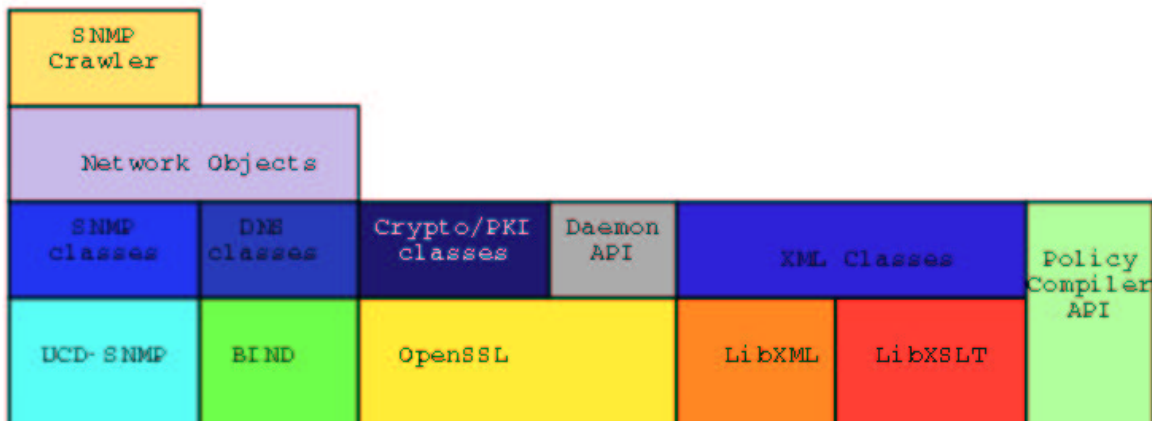 SNMP
Crawler
Network Objects
SNMP
classes
DNS
classes
Crypto/PKI
classes
Daemon
API
XML Classes
Policy
Compiler
API
UCD-SNMP
BIND
OpenSSL
LibXML
LibXSLT